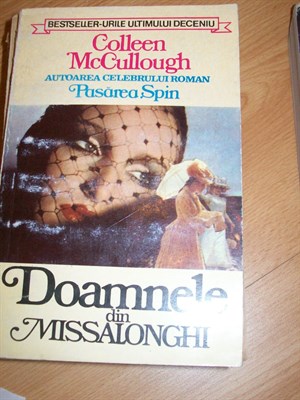 BESTSELLER-URILE ULTIMULUI DECENIU
Colleen
McCullough
AUTOAREA CELEBRULUI ROMAN
Pasărea Spin
Doamnele
din
MISSALONGHI